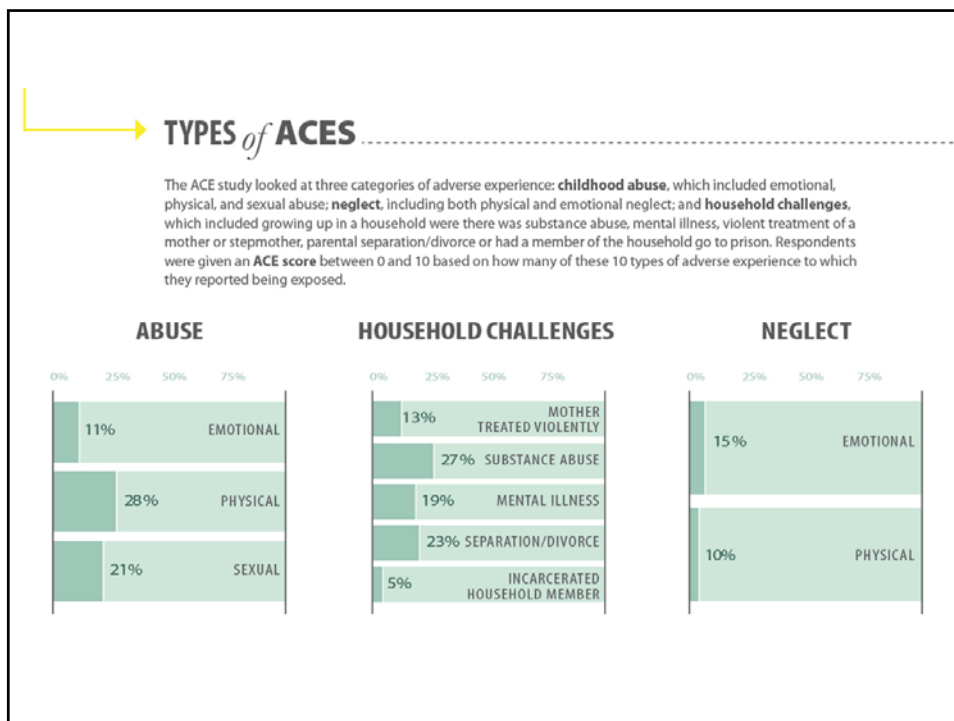 TYPES of ACES
The ACE study looked at three categories of adverse experience: childhood abuse, which included emotional,
physical, and sexual abuse; neglect, including both physical and emotional neglect; and household challenges,
which included growing up in a household were there was substance abuse, mental illness, violent treatment of a
mother or stepmother, parental separation/divorce or had a member of the household go to prison. Respondents
were given an ACE score between 0 and 10 based on how many of these 10 types of adverse experience to which
they reported being exposed.
ABUSE
0% 25% 50% 75%
11% EMOTIONAL
28% PHYSICAL
21% SEXUAL
HOUSEHOLD CHALLENGES
0% 25% 50% 75%
13% MOTHER
TREATED VIOLENTLY
27% SUBSTANCE ABUSE
19% MENTAL ILLNESS
23% SEPARATION/DIVORCE
5% INCARCERATED
HOUSEHOLD MEMBER
NEGLECT
0% 25% 50% 75%
15% EMOTIONAL
10% PHYSICAL